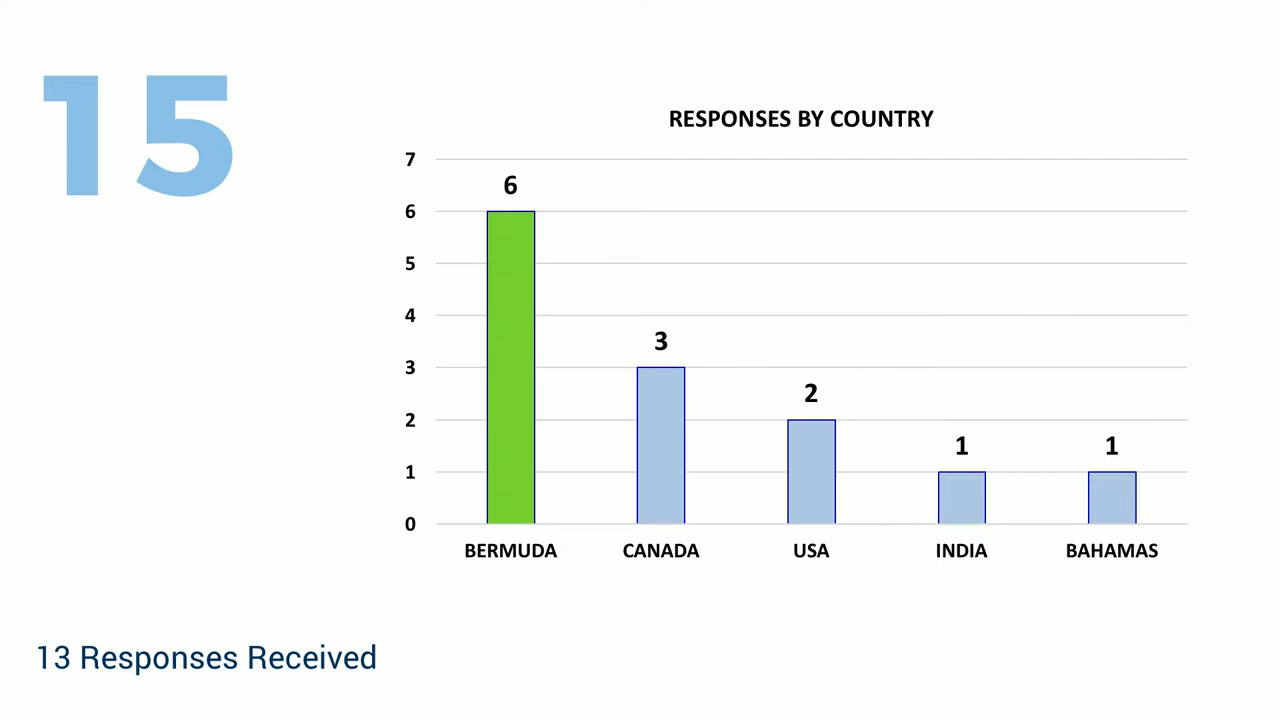 15
RESPONSES BY COUNTRY
7
6
5
4
3
2
1
0
6
3
2
1
1
BERMUDA
CANADA
USA
INDIA
BAHAMAS
13 Responses Received